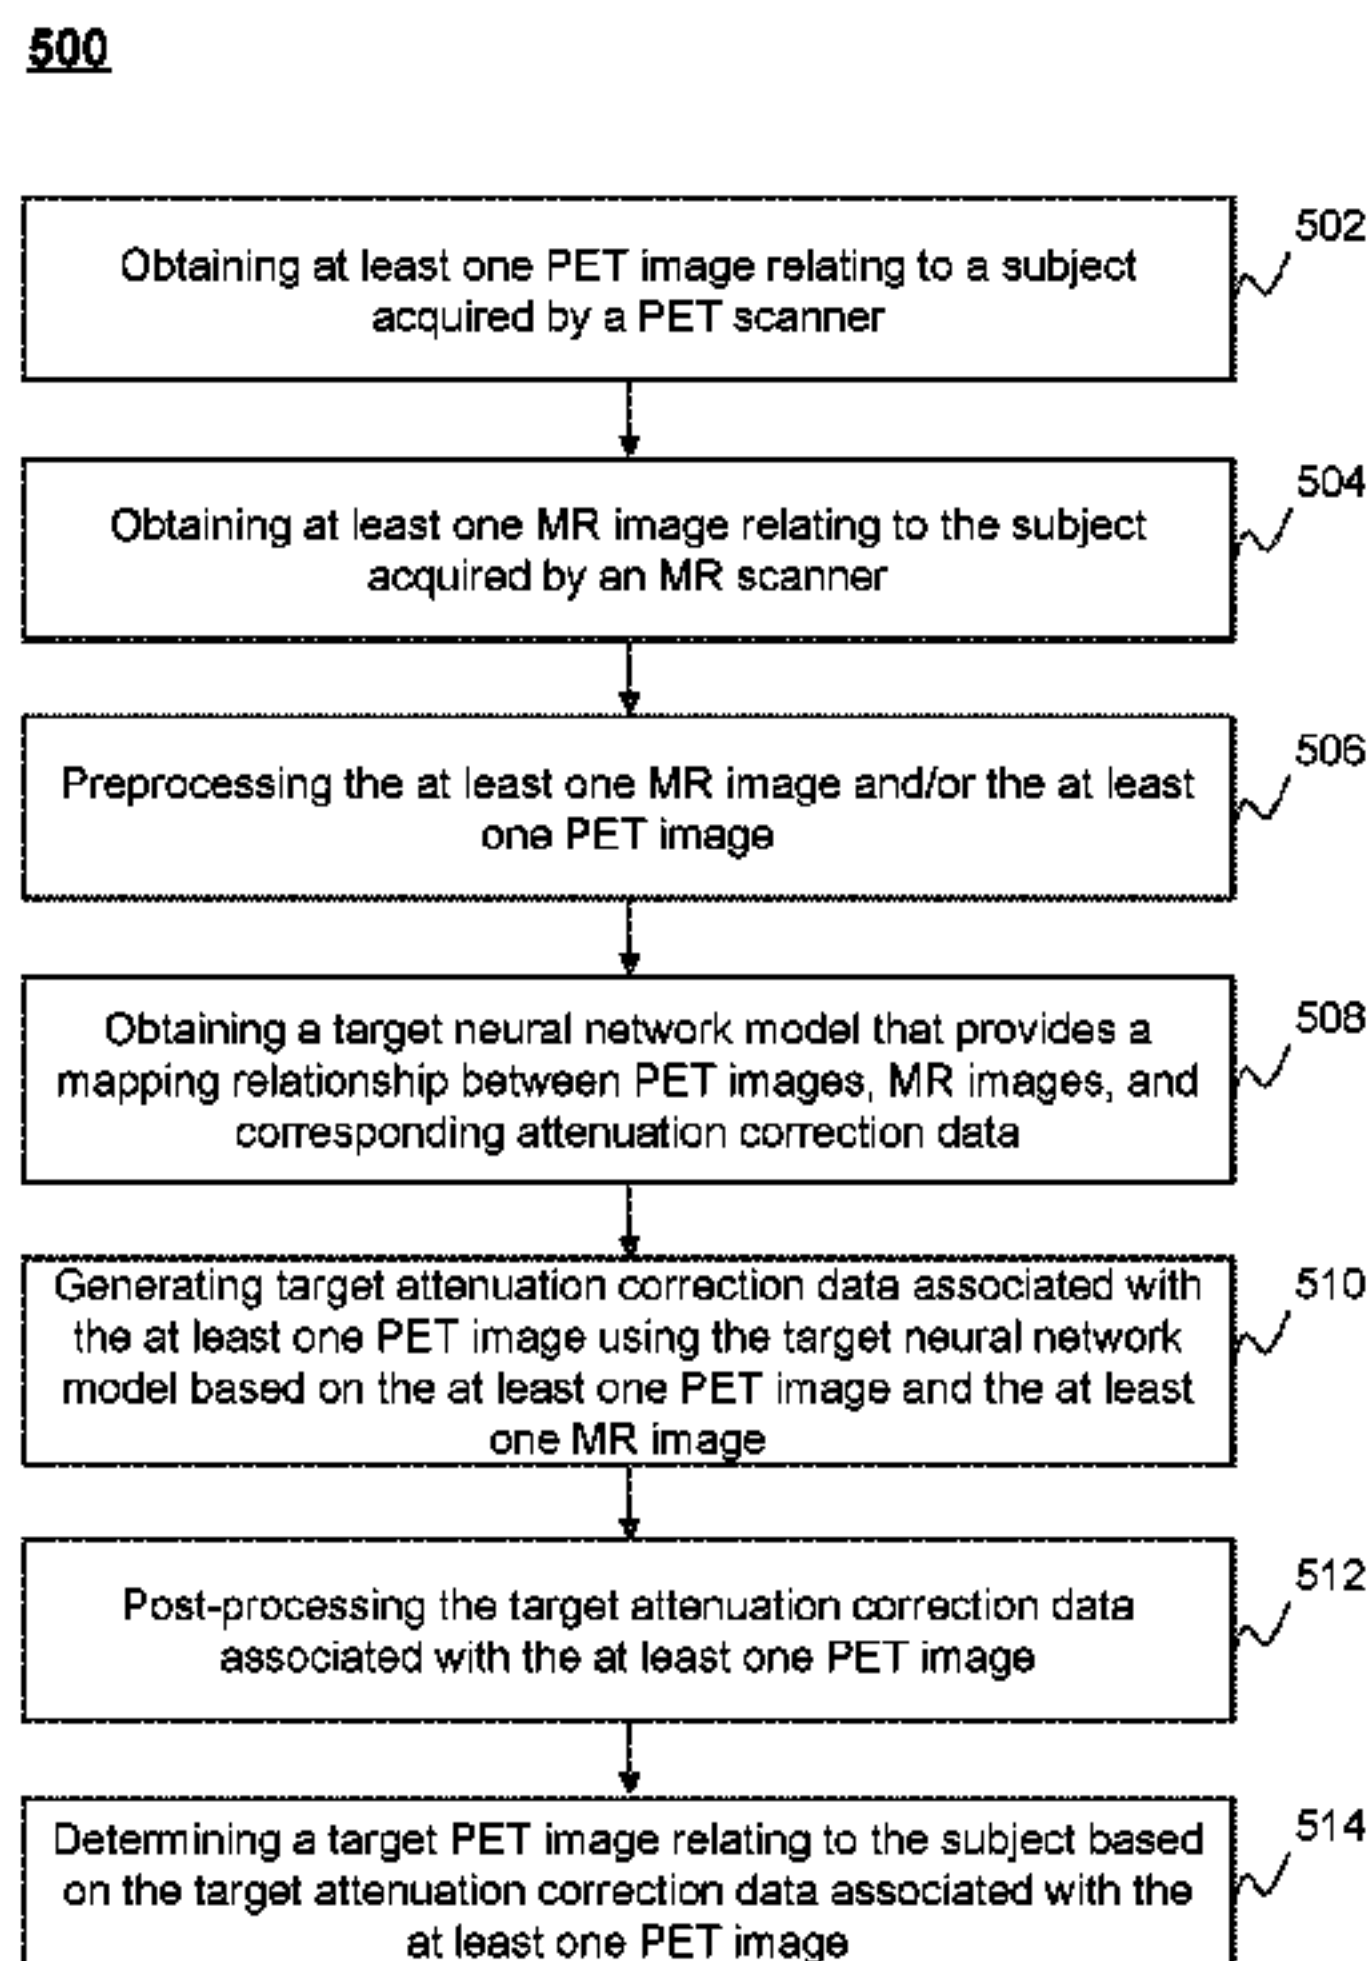 500
502
Obtaining at least one PET image relating to a subject
acquired by a PET scanner
504
Obtaining at least one MR image relating to the subject
acquired by an MR scanner
506
Preprocessing the at least one MR image and/or the at least
one PET image
508
Obtaining a target neural network model that provides a
mapping relationship between PET images, MR images, and
corresponding attenuation correction data
510
Generating target attenuation correction data associated with
the at least one PET image using the target neural network
model based on the at least one PET image and the at least
one MR image
512
Post-processing the target attenuation correction data
associated with the at least one PET image
514
Determining a target PET image relating to the subject based
on the target attenuation correction data associated with the
at least one PET image